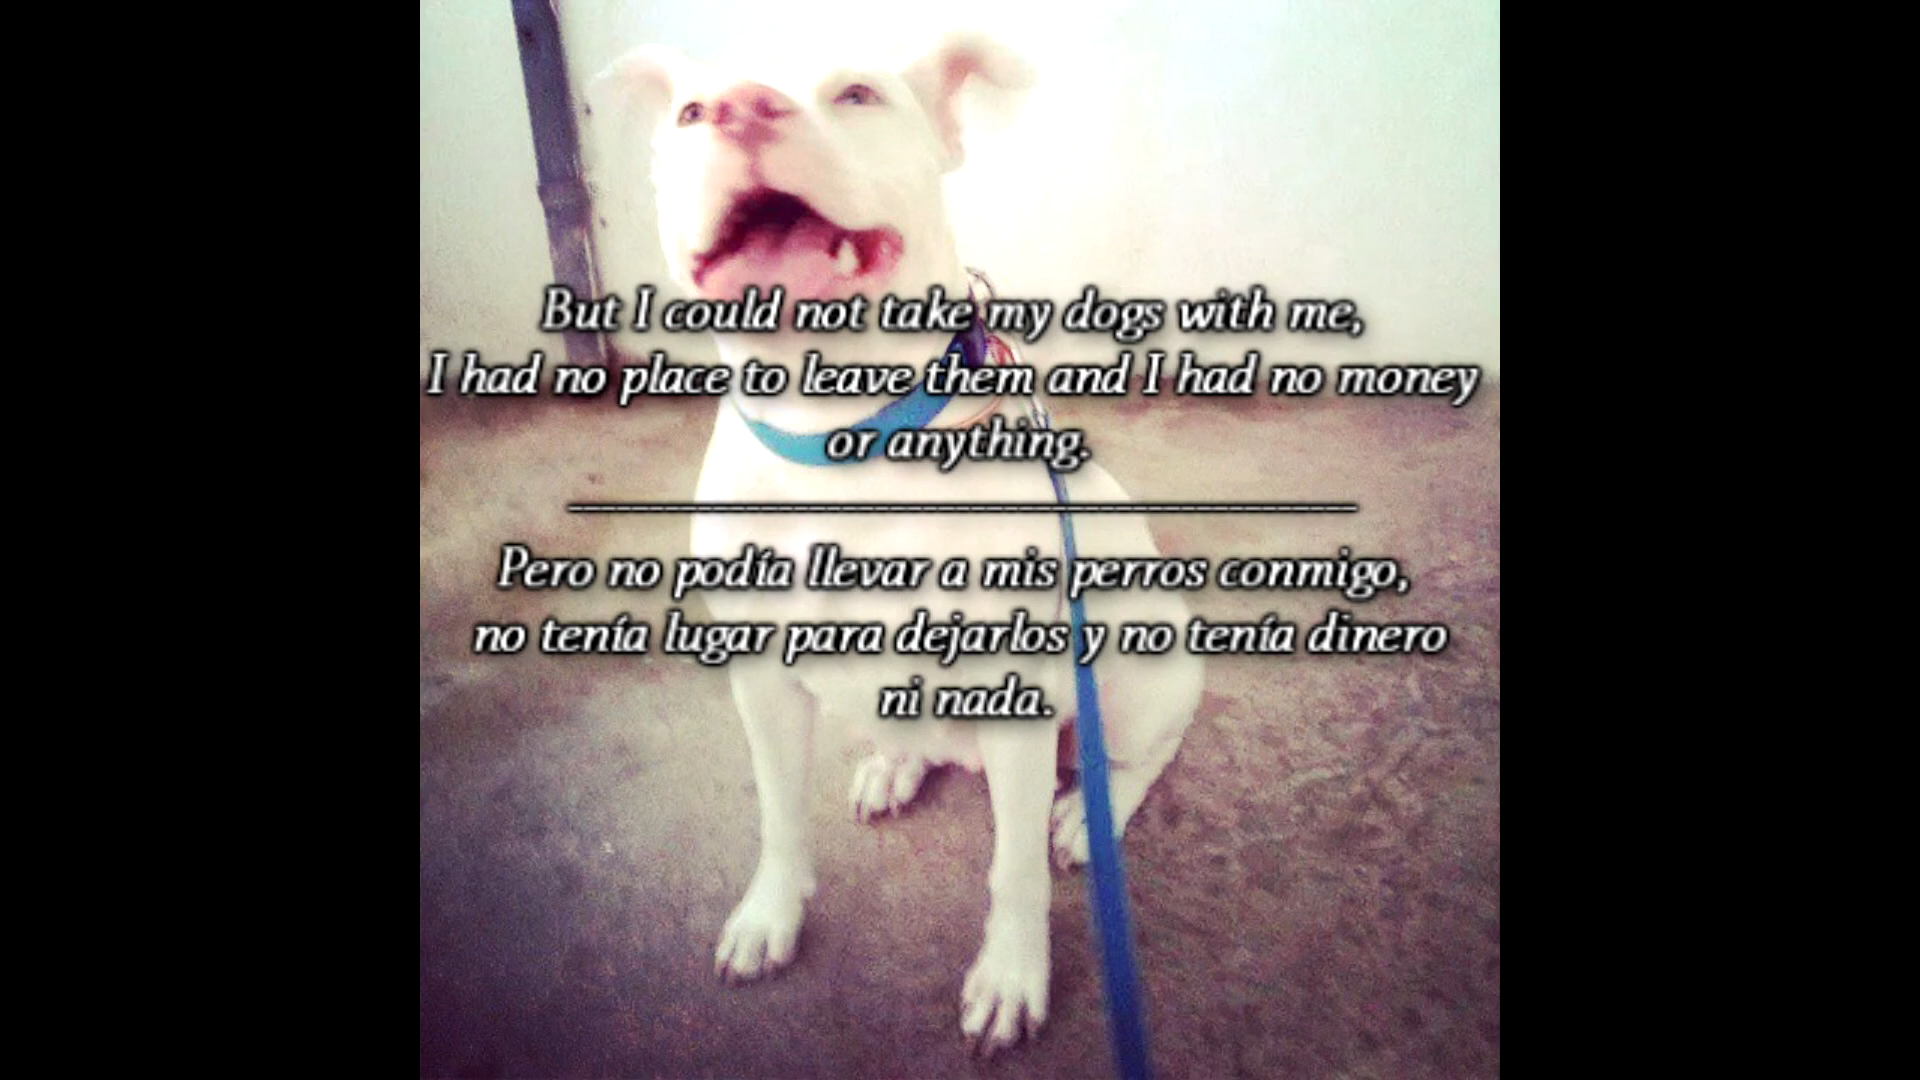 But I could not take my dogs with me,
I had no place to leave them and I had no money
or anything.
Pero no podía llevar a mis perros conmigo,
no tenía lugar para dejarlos y no tenía dinero
ni nada.